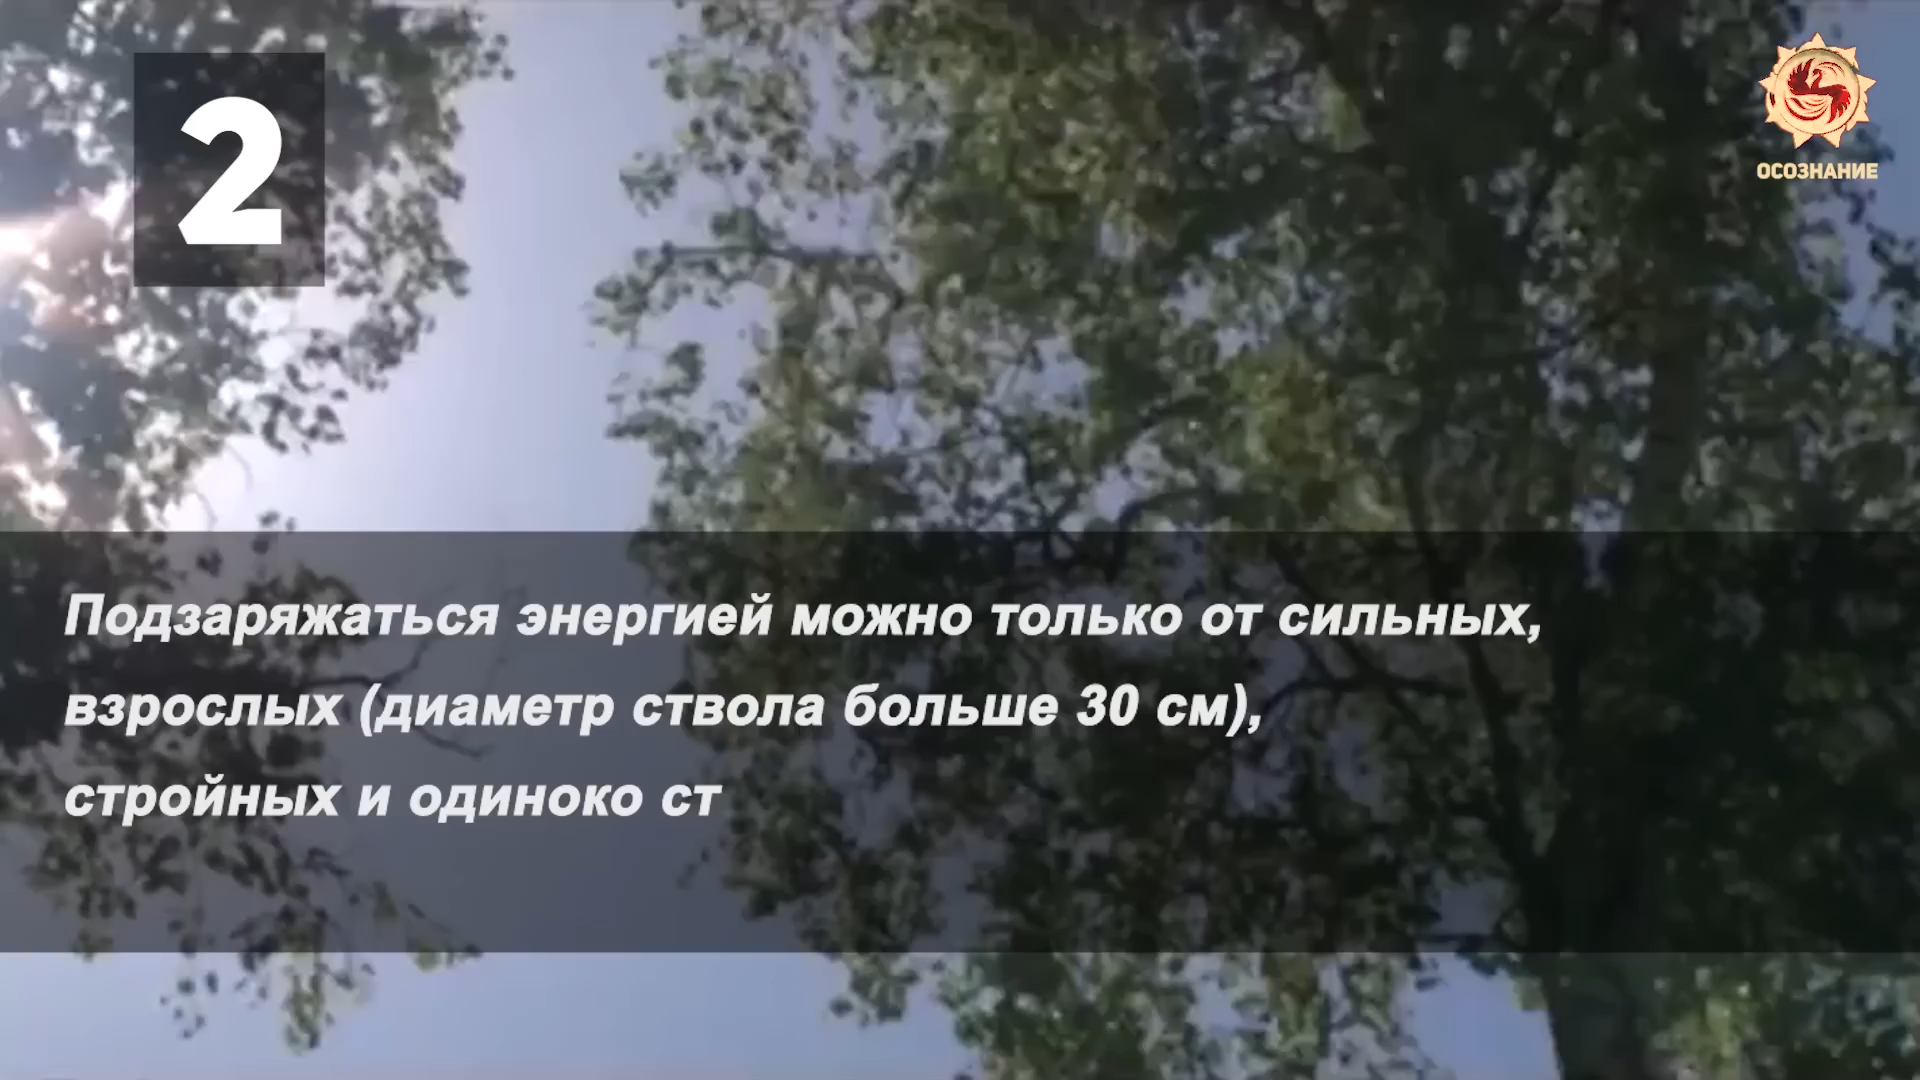 2
ОСОЗНАНИЕ
Подзаряжаться энергией можно только от сильных,
взрослых (диаметр ствола больше 30 см),
стройных и одиноко ст